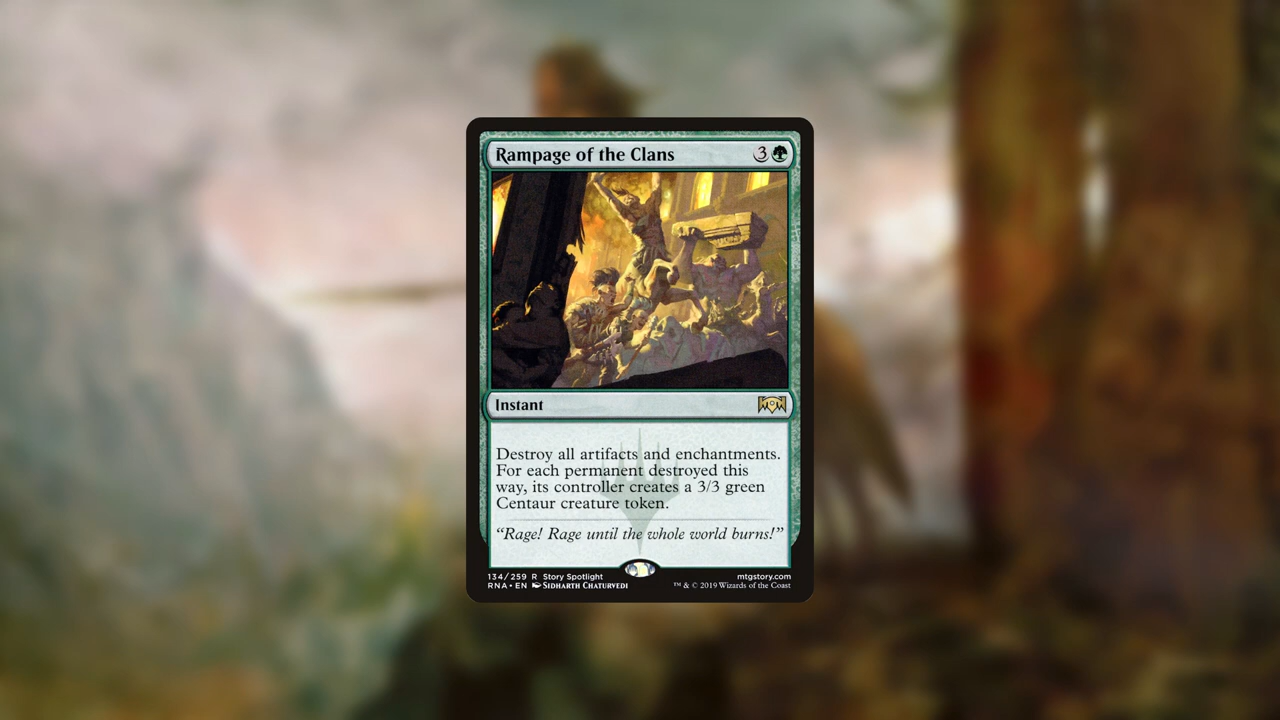 Rampage of the Clans 3
Instant
Destroy all artifacts and enchantments.
For each permanent destroyed this
way, its controller creates a 3/3 green
Centaur creature token.
“Rage! Rage until the whole world burns!”
134/259 R Story Spotlight
mtgstory.com
RNA • EN Sidharth Chaturvedi
™ & © 2019 Wizards of the Coast